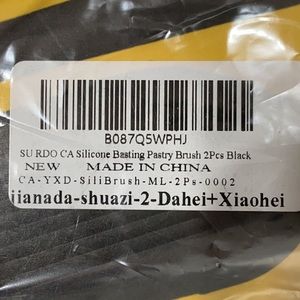 B087Q5WPHJ
SU RDO CA Silicone Basting Pastry Brush 2Pcs Black
NEW MADE IN CHINA
CA-YXD-SiliBrush-ML-2Ps-0002
jianada-shuazi-2-Dahei+Xiaohei